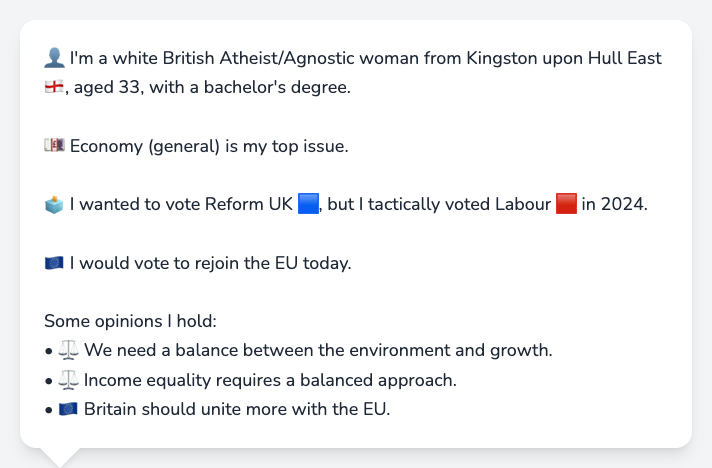 👤 I'm a white British Atheist/Agnostic woman from Kingston upon Hull East
🏴󠁧󠁢󠁥󠁮󠁧󠁿, aged 33, with a bachelor's degree.
💷 Economy (general) is my top issue.
🗳️ I wanted to vote Reform UK 🟦, but I tactically voted Labour 🟥 in 2024.
🇪🇺 I would vote to rejoin the EU today.
Some opinions I hold:
• ⚖️ We need a balance between the environment and growth.
• ⚖️ Income equality requires a balanced approach.
• 🇪🇺 Britain should unite more with the EU.